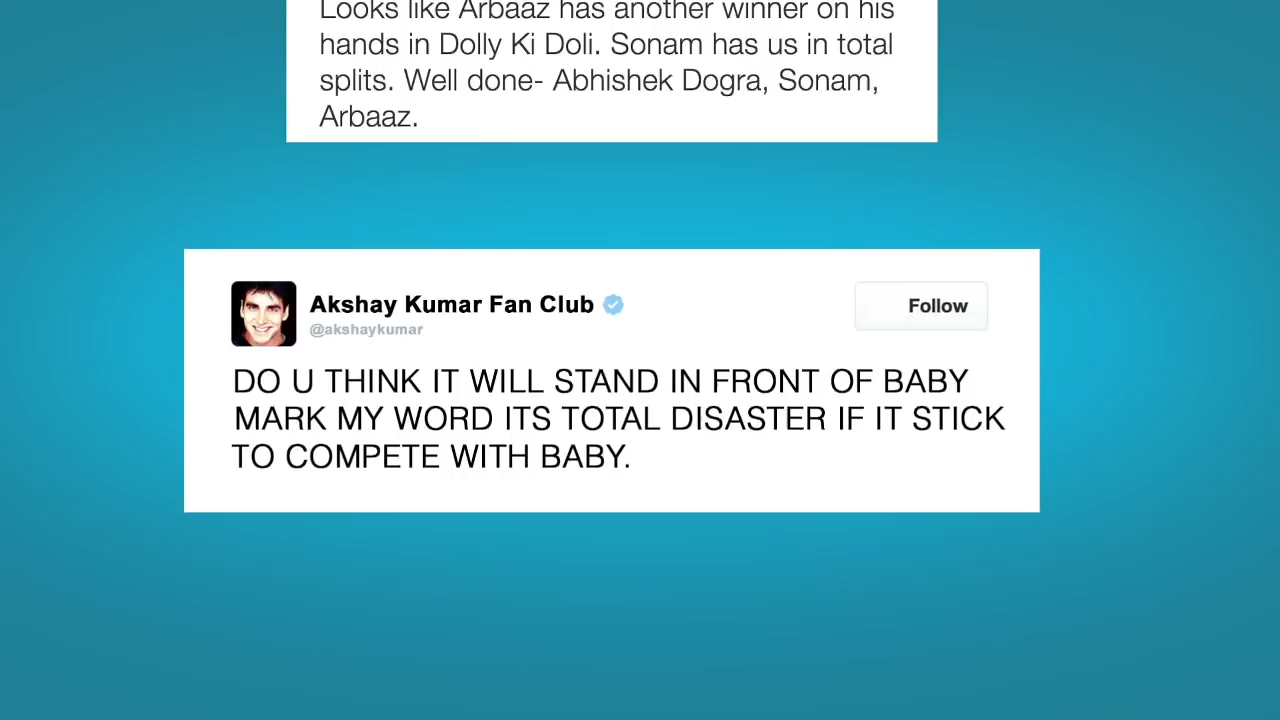 Looks like Arbaaz has another winner on his
hands in Dolly Ki Doli. Sonam has us in total
splits. Well done- Abhishek Dogra, Sonam,
Arbaaz.
Akshay Kumar Fan Club
@akshaykumar
Follow
DO U THINK IT WILL STAND IN FRONT OF BABY
MARK MY WORD ITS TOTAL DISASTER IF IT STICK
TO COMPETE WITH BABY.